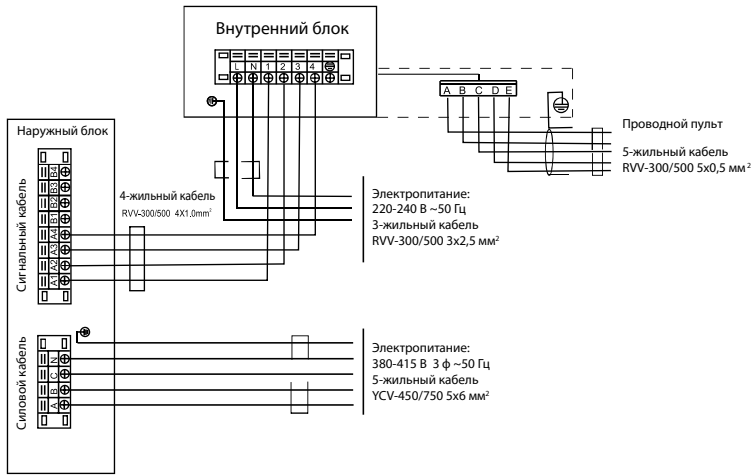 Внутренний блок
L N 1 2 3 4
A B C D E
Проводной пульт
5-жильный кабель
RVV-300/500 5x0,5 мм²
Наружный блок
Сигнальный кабель
B4
B3
B2
B1
A4
A3
A2
A1
4-жильный кабель
RVV-300/500 4X1.0mm²
Электропитание:
220-240 В ~50 Гц
3-жильный кабель
RVV-300/500 3x2,5 мм²
Силовой кабель
N
C
B
A
Электропитание:
380-415 В 3 ф ~50 Гц
5-жильный кабель
YCV-450/750 5x6 мм²